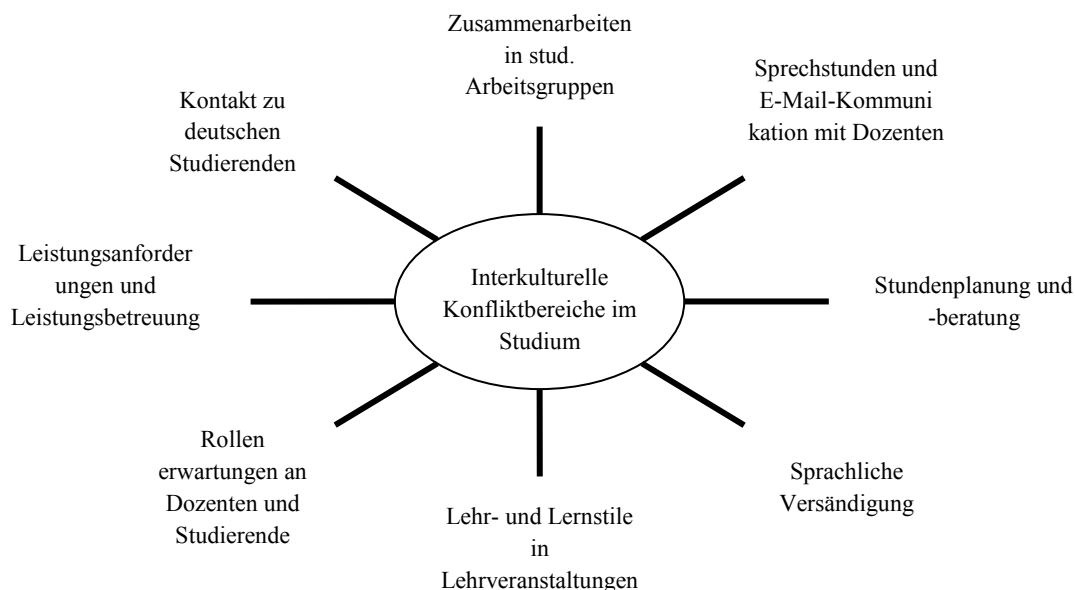 Zusammenarbeiten
in stud.
Arbeitsgruppen
Sprechstunden und
E-Mail-Kommuni
kation mit Dozenten
Kontakt zu
deutschen
Studierenden
Leistungsanforder
ungen und
Leistungsbetreuung
Interkulturelle
Konfliktbereiche im
Studium
Stundenplanung und
-beratung
Rollen
erwartungen an
Dozenten und
Studierende
Lehr- und Lernstile
in
Lehrveranstaltungen
Sprachliche
Versändigung